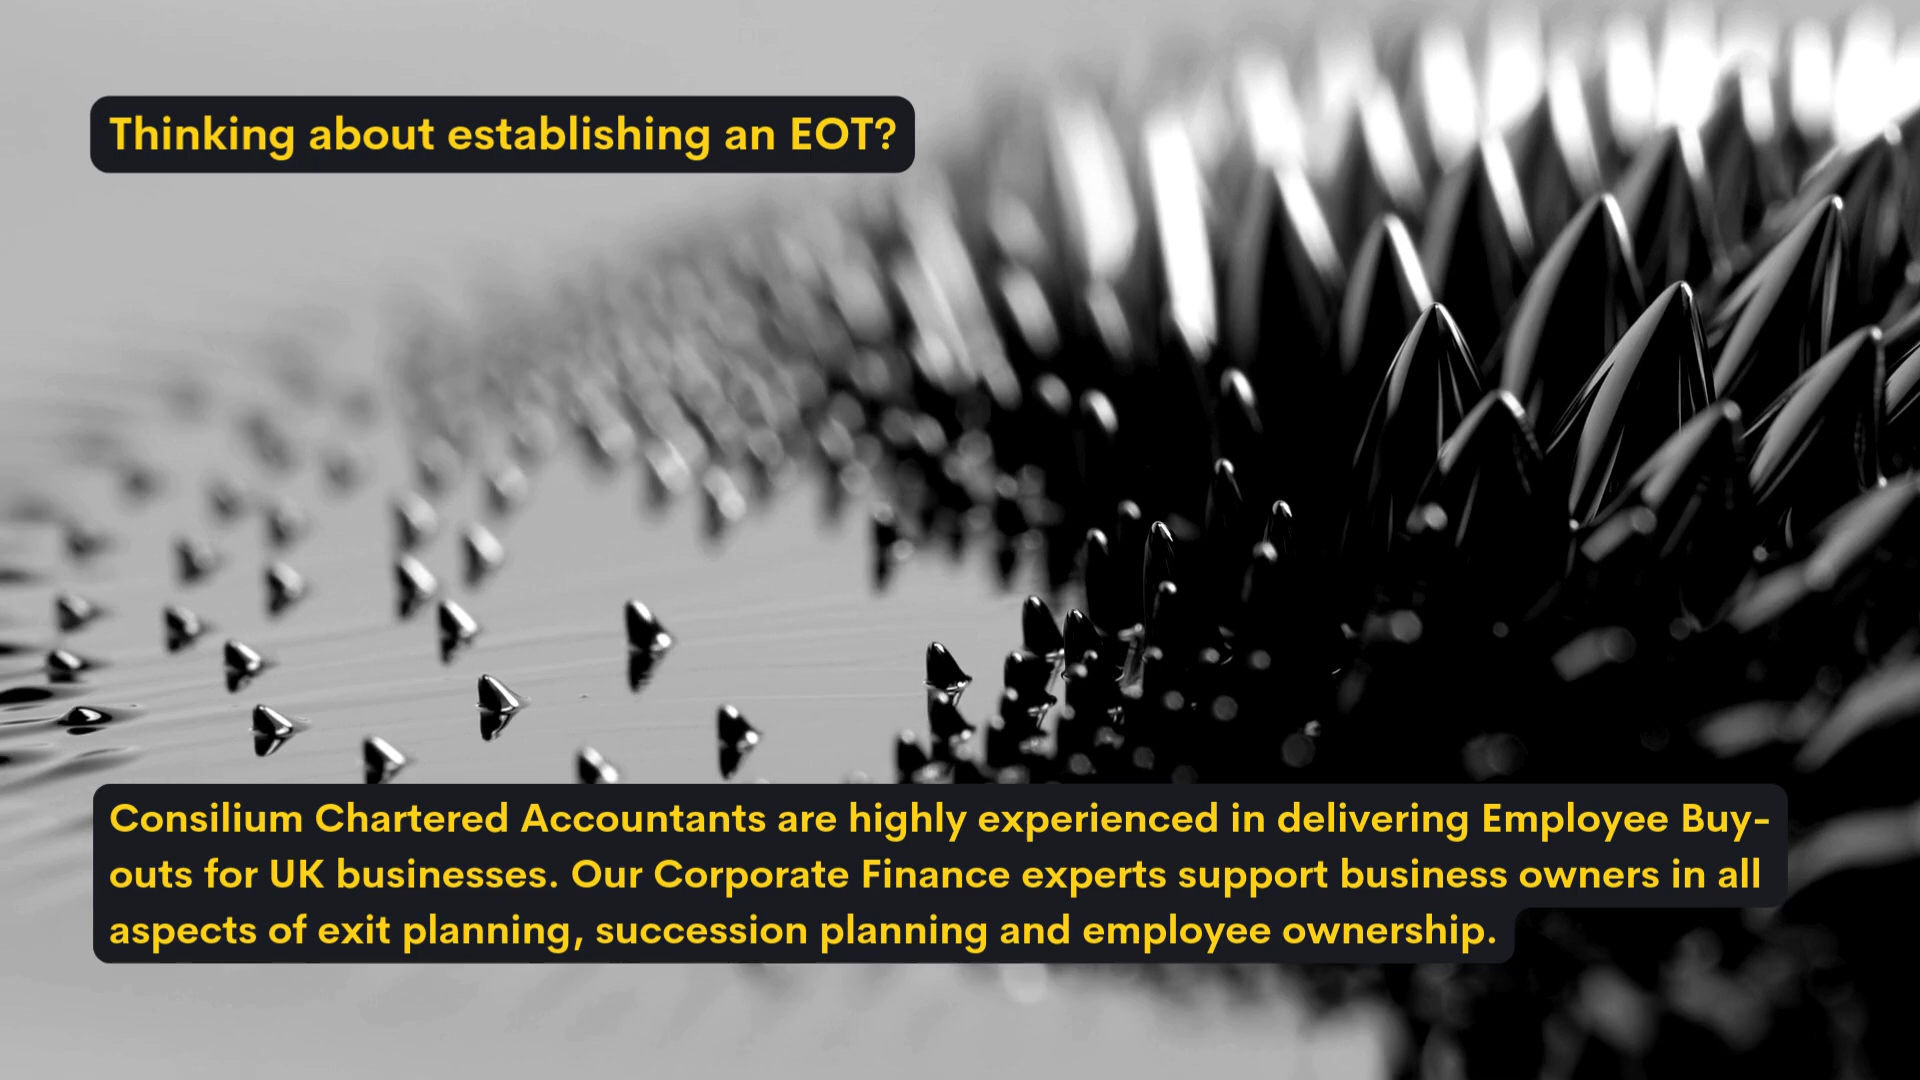 Thinking about establishing an EOT?
Consilium Chartered Accountants are highly experienced in delivering Employee Buy-
outs for UK businesses. Our Corporate Finance experts support business owners in all
aspects of exit planning, succession planning and employee ownership.